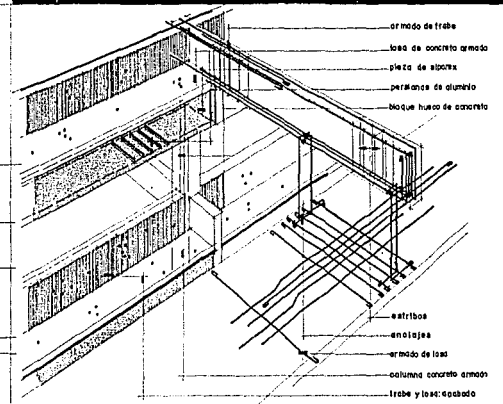 armado de trabe
losa de concreto armado
pieza de siporex
persianas de aluminio
bloque hueco de concreto
estribos
anclajes
armado de losa
columna concreto armado
trabe y losa: acabado